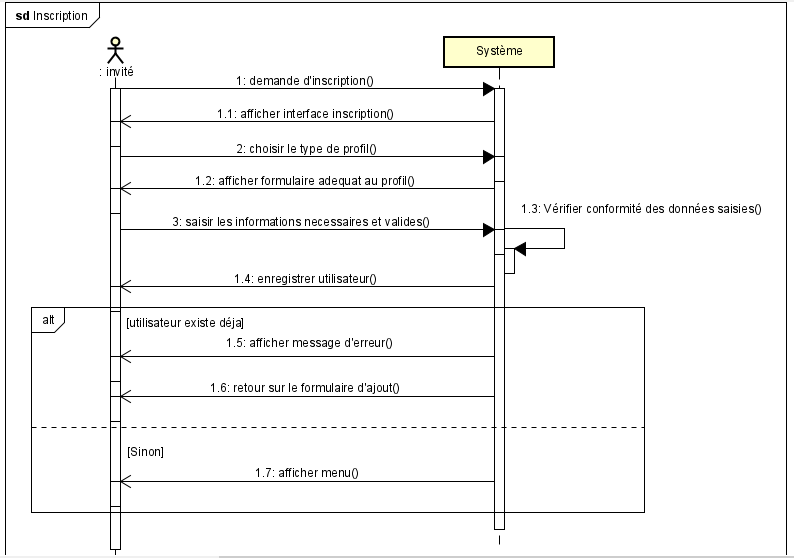 sd Inscription
: invité
Système
1: demande d'inscription()
1.1: afficher interface inscription()
2: choisir le type de profil()
1.2: afficher formulaire adequat au profil()
1.3: Vérifier conformité des données saisies()
3: saisir les informations necessaires et valides()
1.4: enregistrer utilisateur()
alt
[utilisateur existe déja]
1.5: afficher message d'erreur()
1.6: retour sur le formulaire d'ajout()
[Sinon]
1.7: afficher menu()